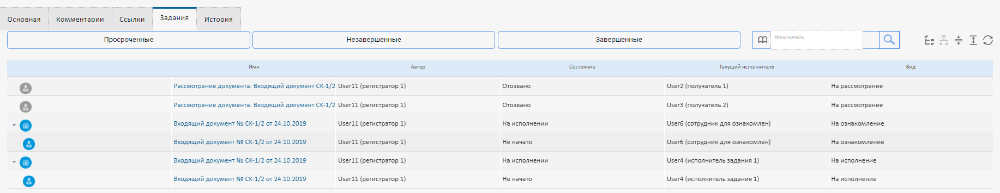 Основная Комментарии Ссылки Задания История
Просроченные Незавершенные Завершенные Исполнитель
Имя Автор Состояние Текущий исполнитель Вид
Рассмотрение документа: Входящий документ СК-1/2 User11 (регистратор 1) Отозвано User2 (получатель 1) На рассмотрение
Рассмотрение документа: Входящий документ СК-1/2 User11 (регистратор 1) Отозвано User3 (получатель 2) На рассмотрение
Входящий документ № СК-1/2 от 24.10.2019 User11 (регистратор 1) На исполнении User6 (сотрудник для ознакомлен) На ознакомление
Входящий документ № СК-1/2 от 24.10.2019 User11 (регистратор 1) Не начато User6 (сотрудник для ознакомлен) На ознакомление
Входящий документ № СК-1/2 от 24.10.2019 User11 (регистратор 1) На исполнении User4 (исполнитель задания 1) На исполнение
Входящий документ № СК-1/2 от 24.10.2019 User11 (регистратор 1) Не начато User4 (исполнитель задания 1) На исполнение